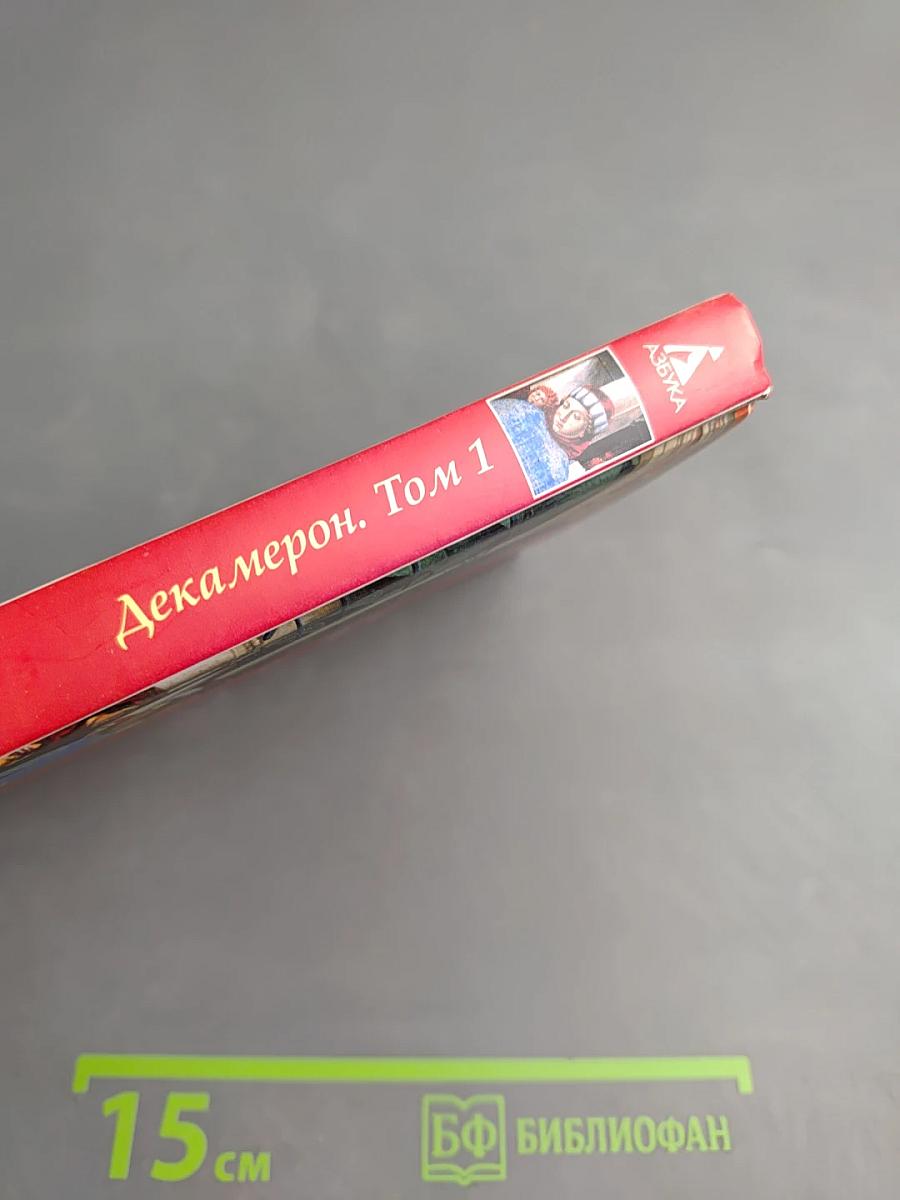 Декамерон. Том 1
АЗБУКА
15 см
БФ БИБЛИОФАН